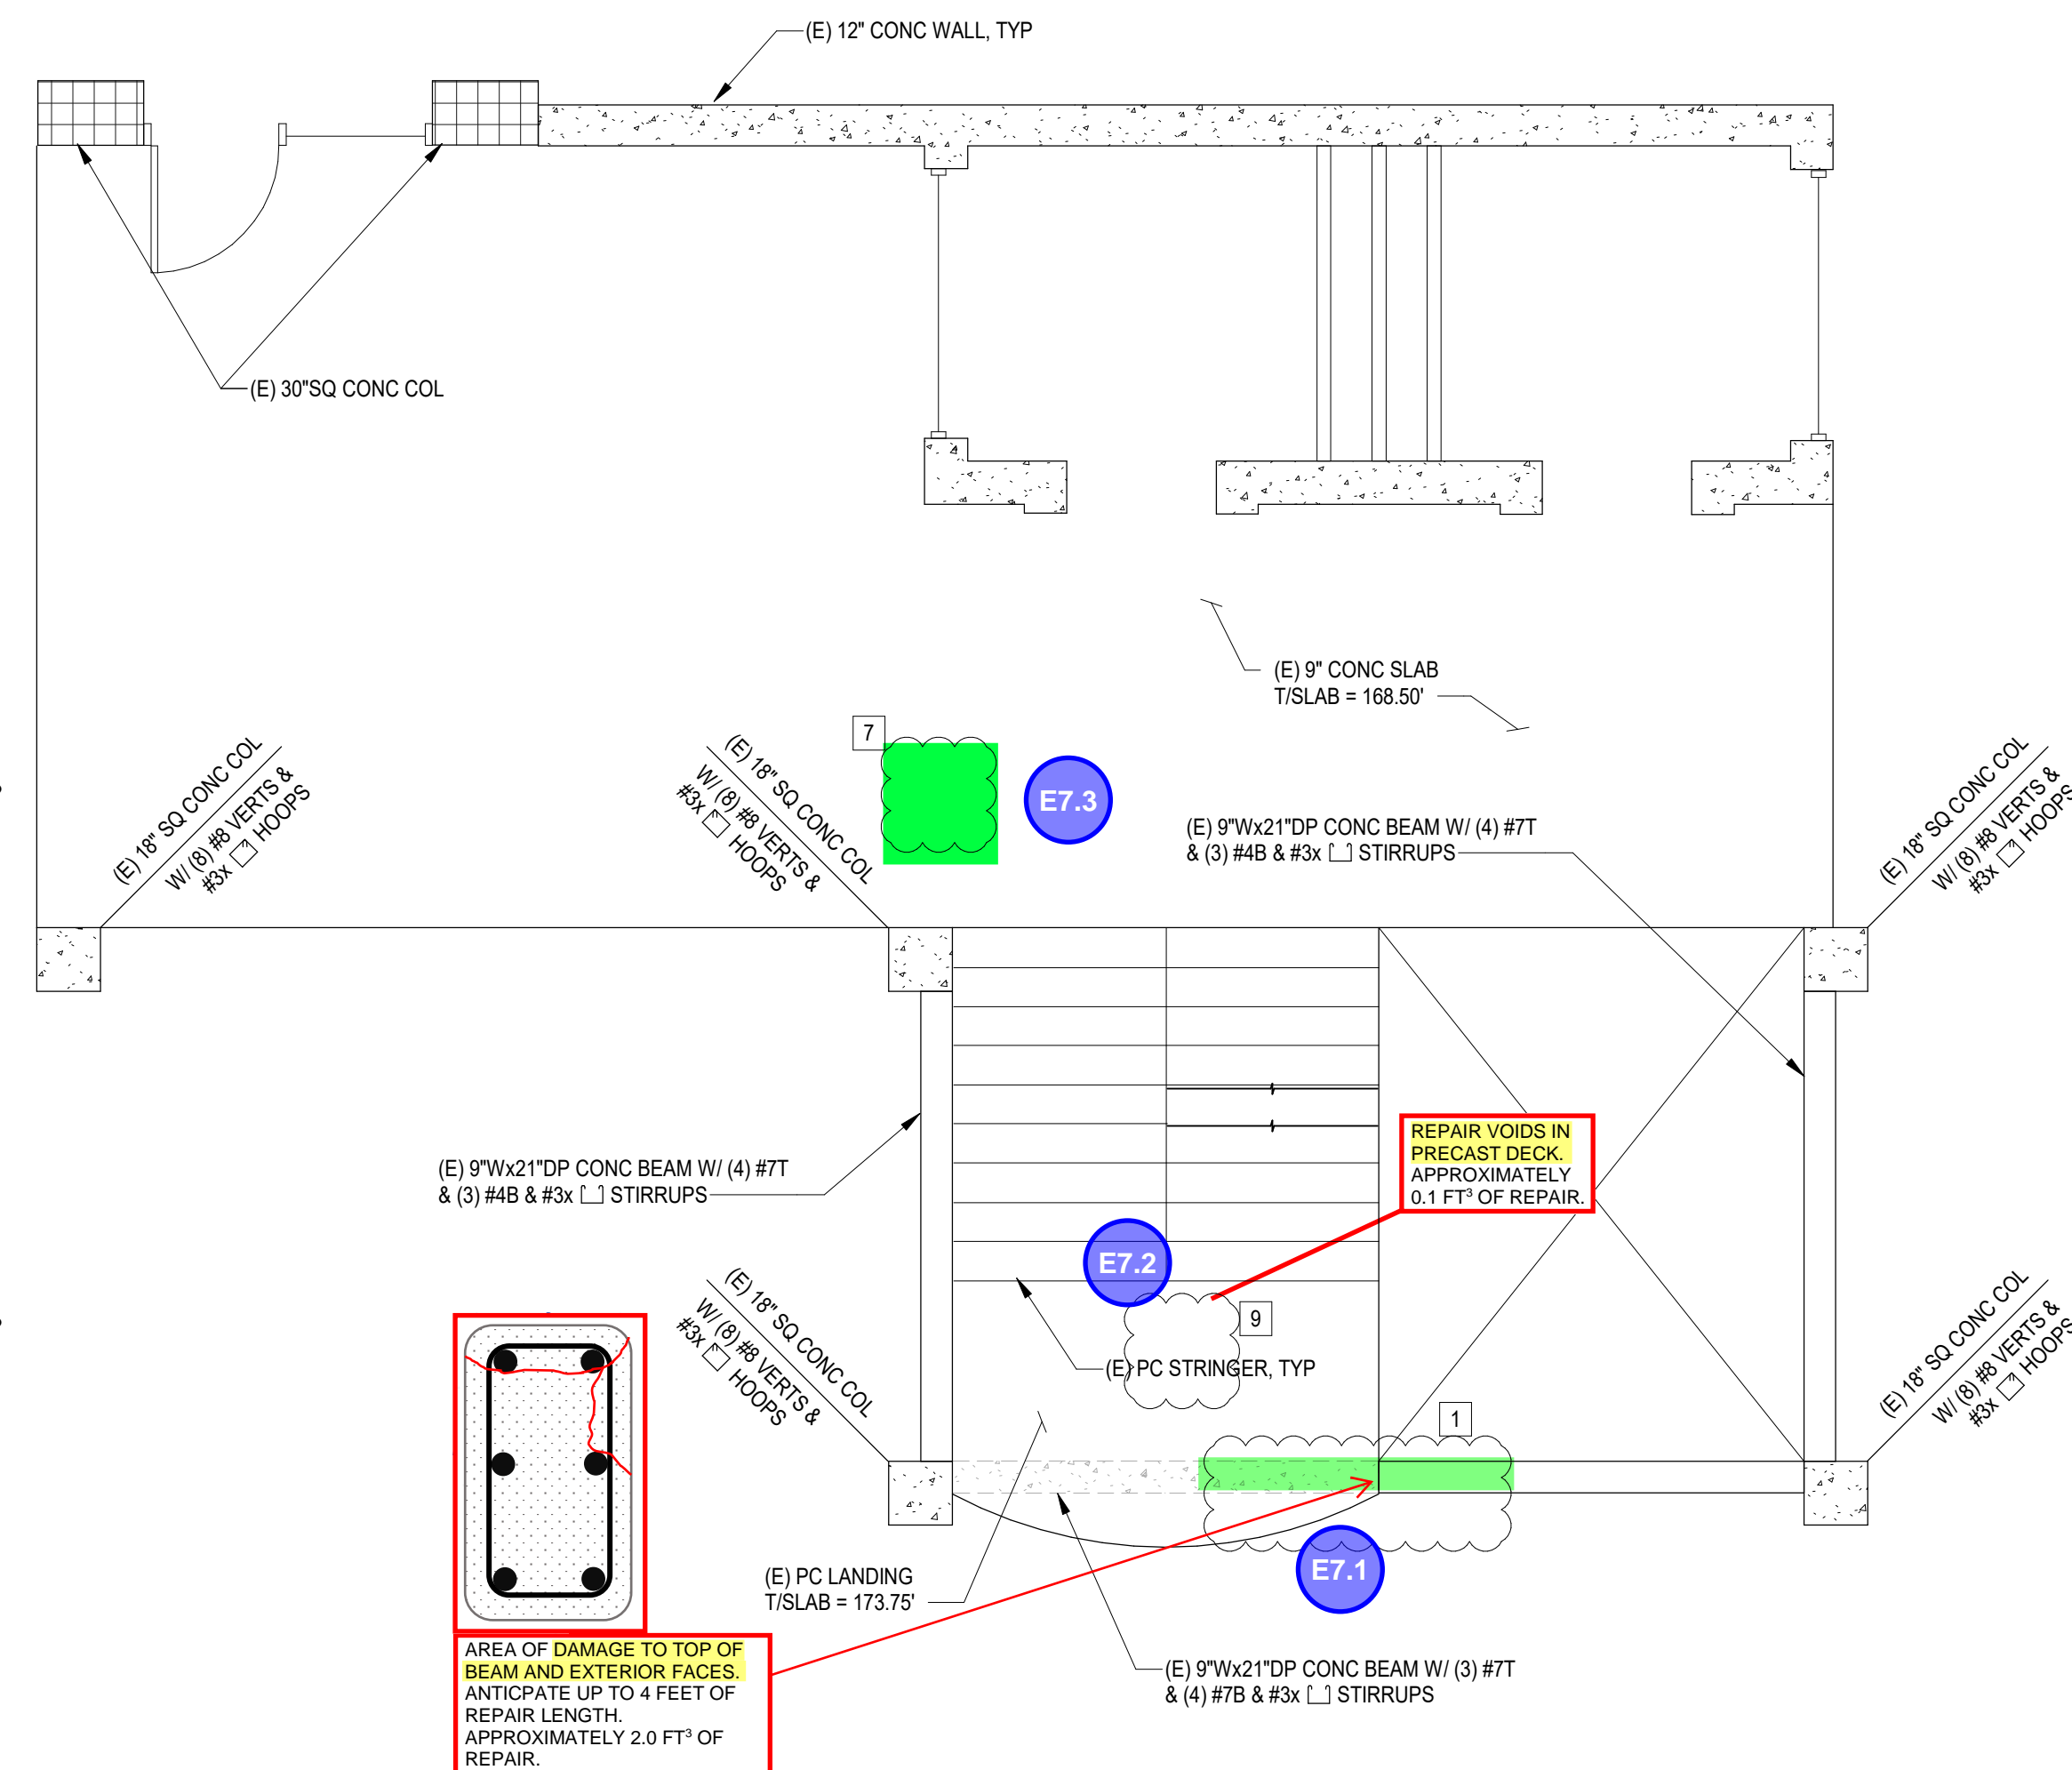 (E) 12" CONC WALL, TYP
(E) 30"SQ CONC COL
(E) 9" CONC SLAB
T/SLAB = 168.50'
7
E7.3
(E) 18" SQ CONC COL
W/ (8) #8 VERTS &
#3x HOOPS
(E) 18" SQ CONC COL
W/ (8) #8 VERTS &
#3x HOOPS
(E) 9"Wx21"DP CONC BEAM W/ (4) #7T
& (3) #4B & #3x STIRRUPS
(E) 18" SQ CONC COL
W/ (8) #8 VERTS &
#3x HOOPS
(E) 9"Wx21"DP CONC BEAM W/ (4) #7T
& (3) #4B & #3x STIRRUPS
REPAIR VOIDS IN
PRECAST DECK.
APPROXIMATELY
0.1 FT³ OF REPAIR.
E7.2
9
(E) PC STRINGER, TYP
(E) 18" SQ CONC COL
W/ (8) #8 VERTS &
#3x HOOPS
(E) 18" SQ CONC COL
W/ (8) #8 VERTS &
#3x HOOPS
1
E7.1
(E) PC LANDING
T/SLAB = 173.75'
(E) 9"Wx21"DP CONC BEAM W/ (3) #7T
& (4) #7B & #3x STIRRUPS
AREA OF DAMAGE TO TOP OF
BEAM AND EXTERIOR FACES.
ANTICPATE UP TO 4 FEET OF
REPAIR LENGTH.
APPROXIMATELY 2.0 FT³ OF
REPAIR.